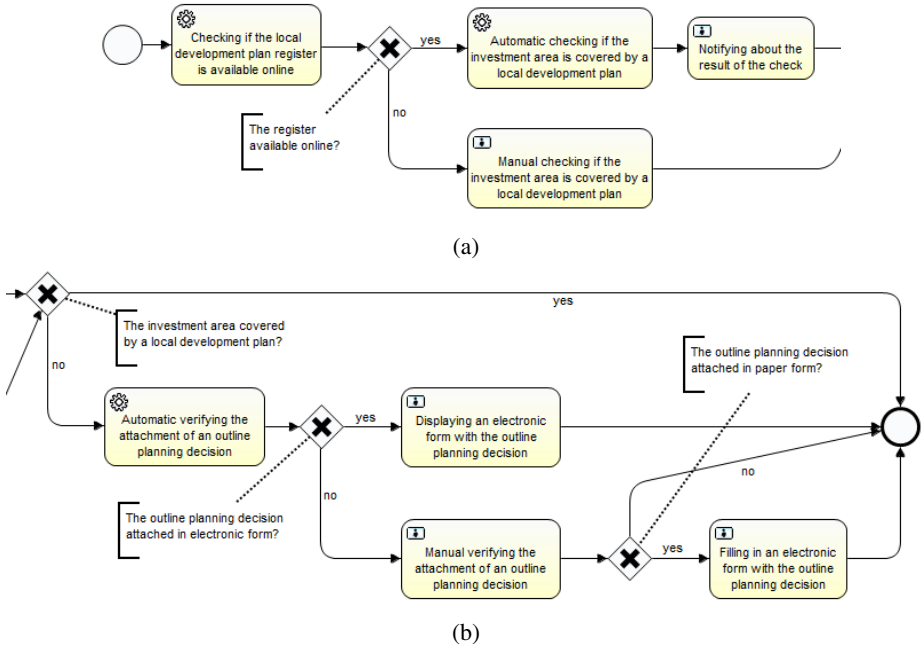 Checking if the local
development plan register
is available online
yes
Automatic checking if the
investment area is covered by a
local development plan
Notifying about the
result of the check
no
The register
available online?
Manual checking if the
investment area is covered by a
local development plan
(a)
yes
The investment area covered
by a local development plan?
no
The outline planning decision
attached in paper form?
Automatic verifying the
attachment of an outline
planning decision
yes
Displaying an electronic
form with the outline
planning decision
no
no
The outline planning decision
attached in electronic form?
Manual verifying the
attachment of an outline
planning decision
yes
Filling in an electronic
form with the outline
planning decision
(b)